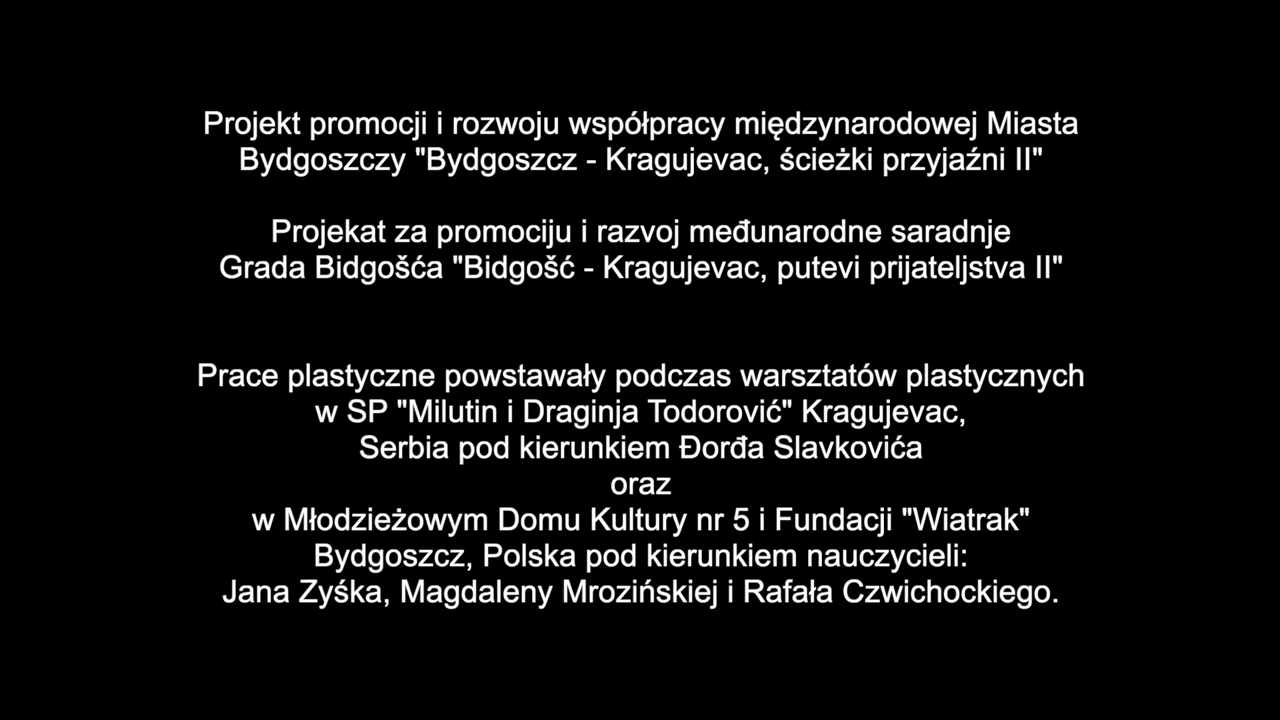 Projekt promocji i rozwoju współpracy międzynarodowej Miasta
Bydgoszczy "Bydgoszcz - Kragujevac, ścieżki przyjaźni II"
Projekat za promociju i razvoj međunarodne saradnje
Grada Bidgošća "Bidgošć - Kragujevac, putevi prijateljstva II"
Prace plastyczne powstawały podczas warsztatów plastycznych
w SP "Milutin i Draginja Todorović" Kragujevac,
Serbia pod kierunkiem Đorđa Slavkovića
oraz
w Młodzieżowym Domu Kultury nr 5 i Fundacji "Wiatrak"
Bydgoszcz, Polska pod kierunkiem nauczycieli:
Jana Zyśka, Magdaleny Mrozińskiej i Rafała Czwichockiego.